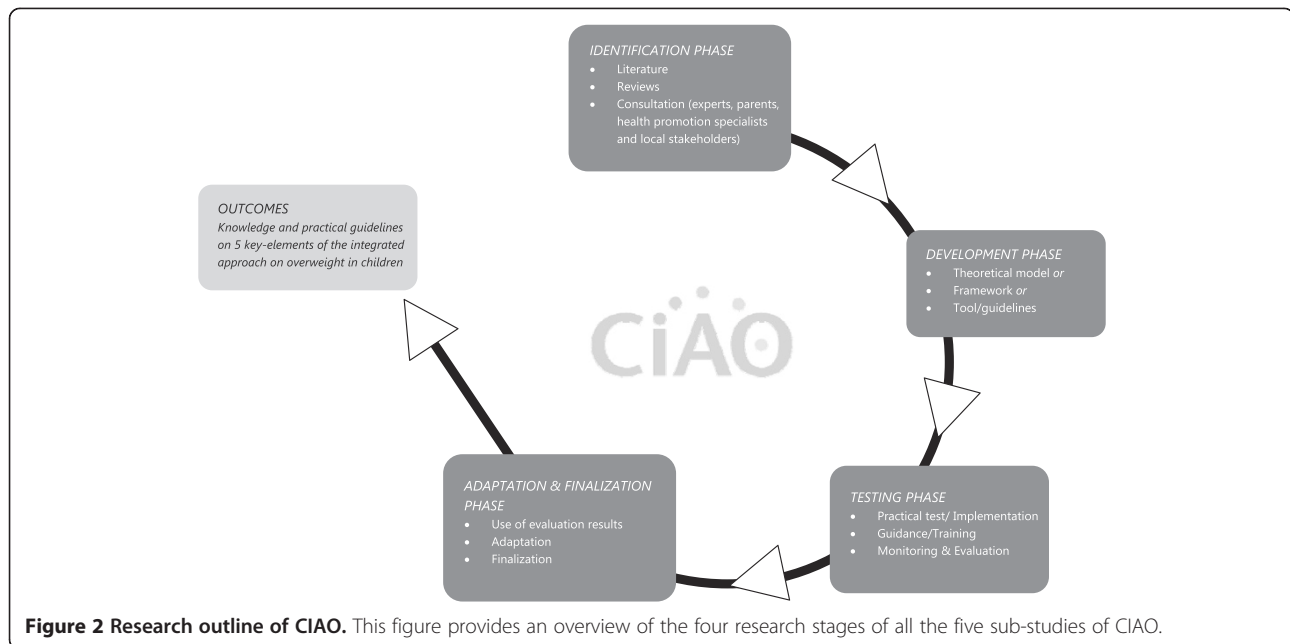 IDENTIFICATION PHASE
• Literature
• Reviews
• Consultation (experts, parents,
health promotion specialists
and local stakeholders)
DEVELOPMENT PHASE
• Theoretical model or
• Framework or
• Tool/guidelines
TESTING PHASE
• Practical test/ Implementation
• Guidance/Training
• Monitoring & Evaluation
ADAPTATION & FINALIZATION
PHASE
• Use of evaluation results
• Adaptation
• Finalization
OUTCOMES
Knowledge and practical guidelines
on 5 key-elements of the integrated
approach on overweight in children
CiAO
Figure 2 Research outline of CIAO. This figure provides an overview of the four research stages of all the five sub-studies of CIAO.